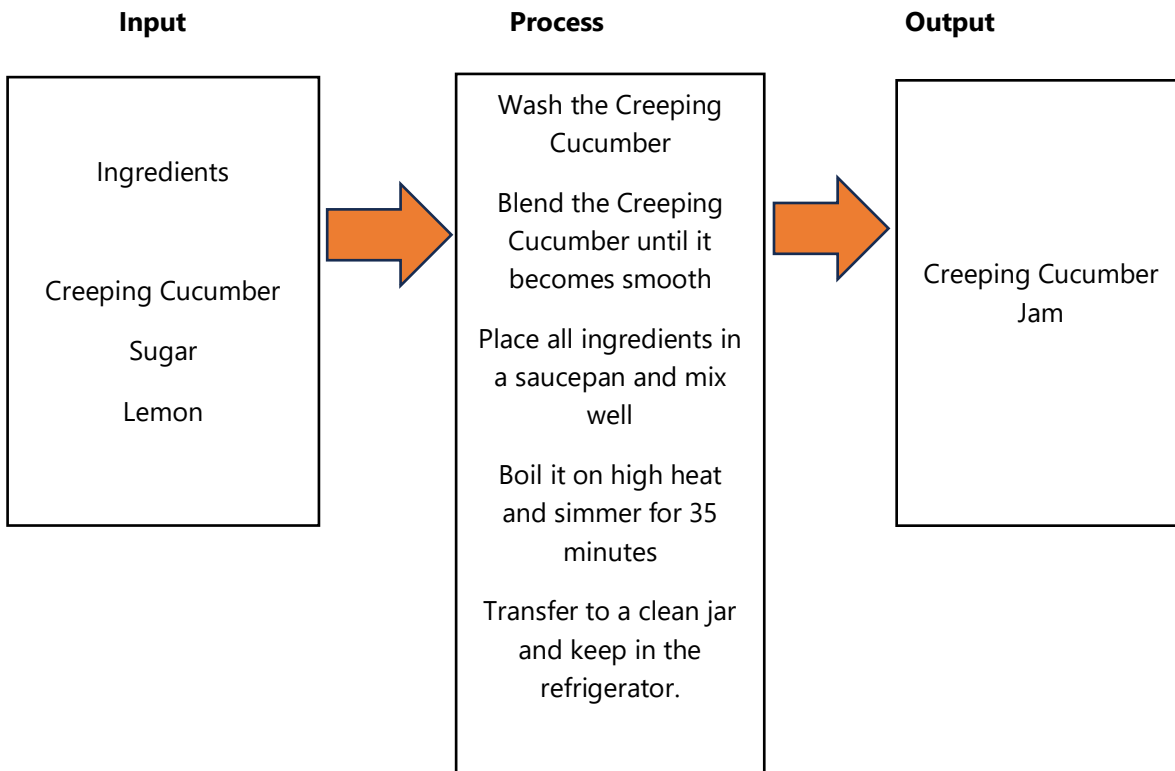 Input
Process
Output
Ingredients
Creeping Cucumber
Sugar
Lemon
Wash the Creeping
Cucumber
Blend the Creeping
Cucumber until it
becomes smooth
Place all ingredients in
a saucepan and mix
well
Boil it on high heat
and simmer for 35
minutes
Transfer to a clean jar
and keep in the
refrigerator.
Creeping Cucumber
Jam